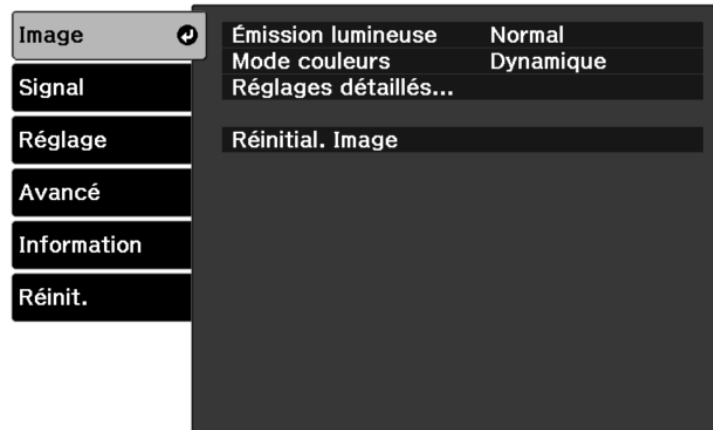 Image
Signal
Réglage
Avancé
Information
Réinit.
Émission lumineuse Normal
Mode couleurs Dynamique
Réglages détaillés...
Réinitial. Image